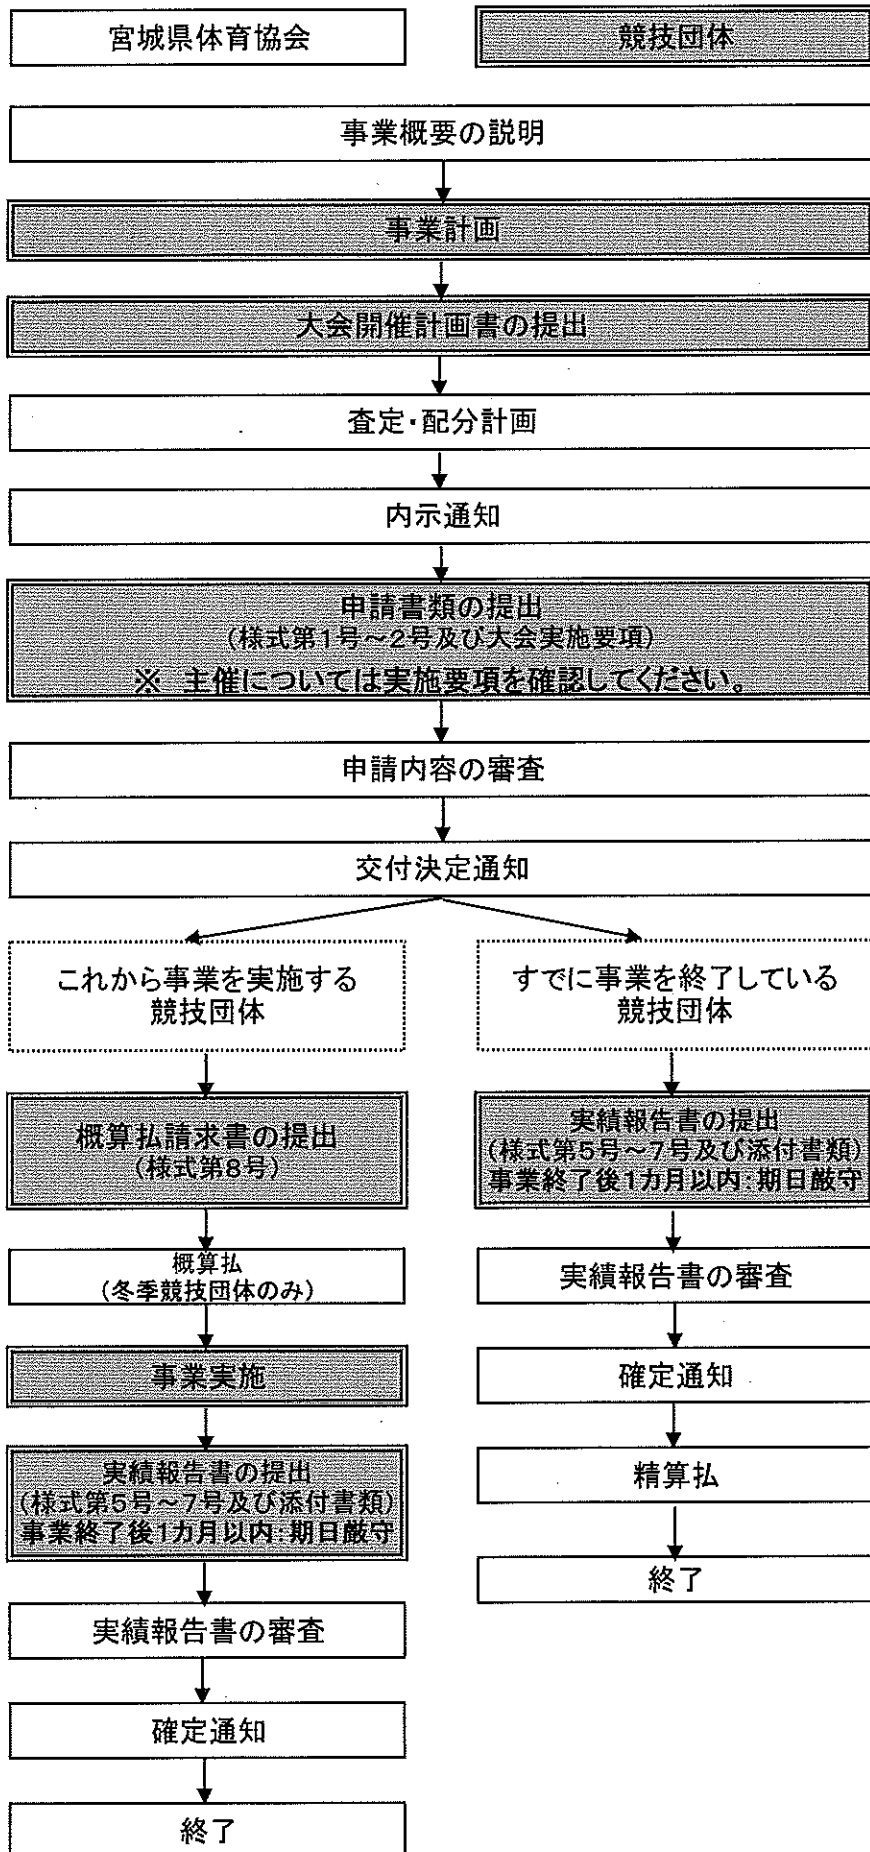 宮城県体育協会
競技団体
事業概要の説明
事業計画
大会開催計画書の提出
査定・配分計画
内示通知
申請書類の提出
(様式第1号～2号及び大会実施要項)
※ 主催については実施要項を確認してください。
申請内容の審査
交付決定通知
これから事業を実施する
競技団体
概算払請求書の提出
(様式第8号)
概算払
(冬季競技団体のみ)
事業実施
実績報告書の提出
(様式第5号～7号及び添付書類)
事業終了後1カ月以内:期日厳守
実績報告書の審査
確定通知
終了
すでに事業を終了している
競技団体
実績報告書の提出
(様式第5号～7号及び添付書類)
事業終了後1カ月以内:期日厳守
実績報告書の審査
確定通知
精算払
終了